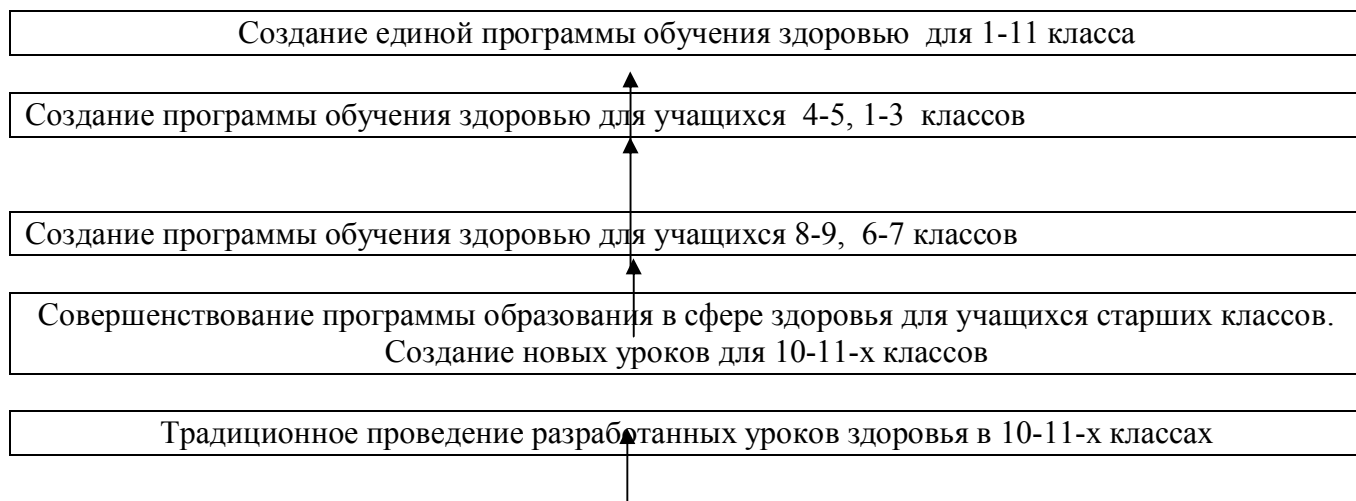 Создание единой программы обучения здоровью для 1-11 класса
Создание программы обучения здоровью для учащихся 4-5, 1-3 классов
Создание программы обучения здоровью для учащихся 8-9, 6-7 классов
Совершенствование программы образования в сфере здоровья для учащихся старших классов.
Создание новых уроков для 10-11-х классов
Традиционное проведение разработанных уроков здоровья в 10-11-х классах